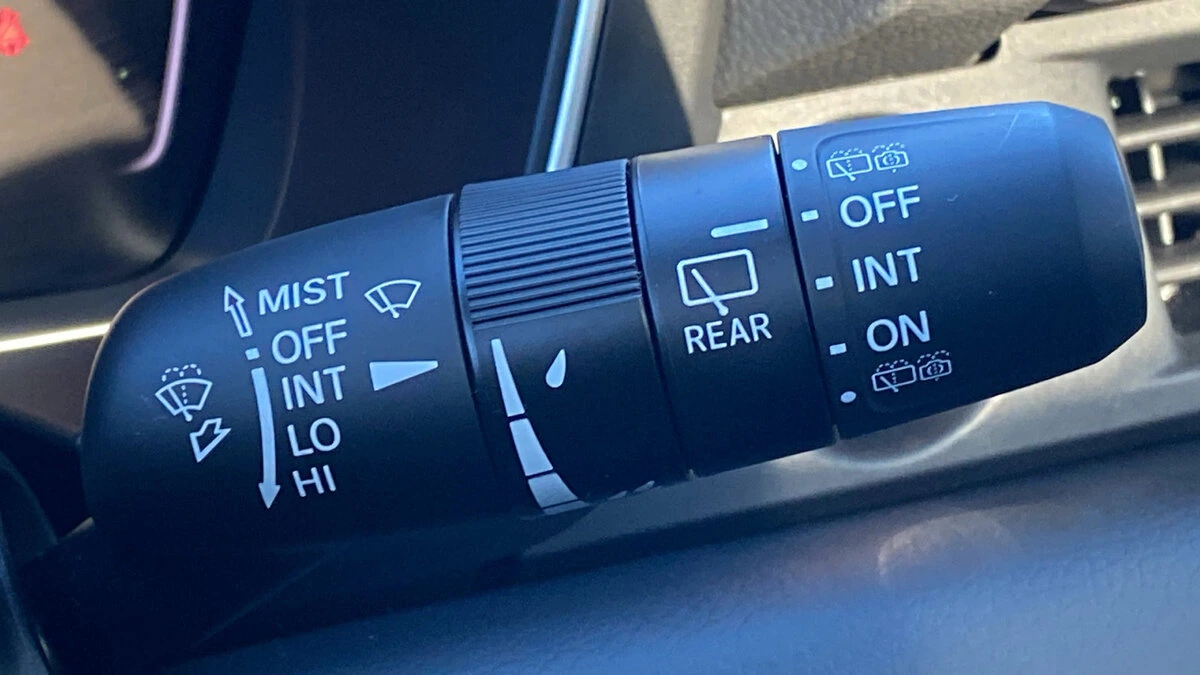 MIST
OFF
INT
LO
HI
REAR
OFF
INT
ON